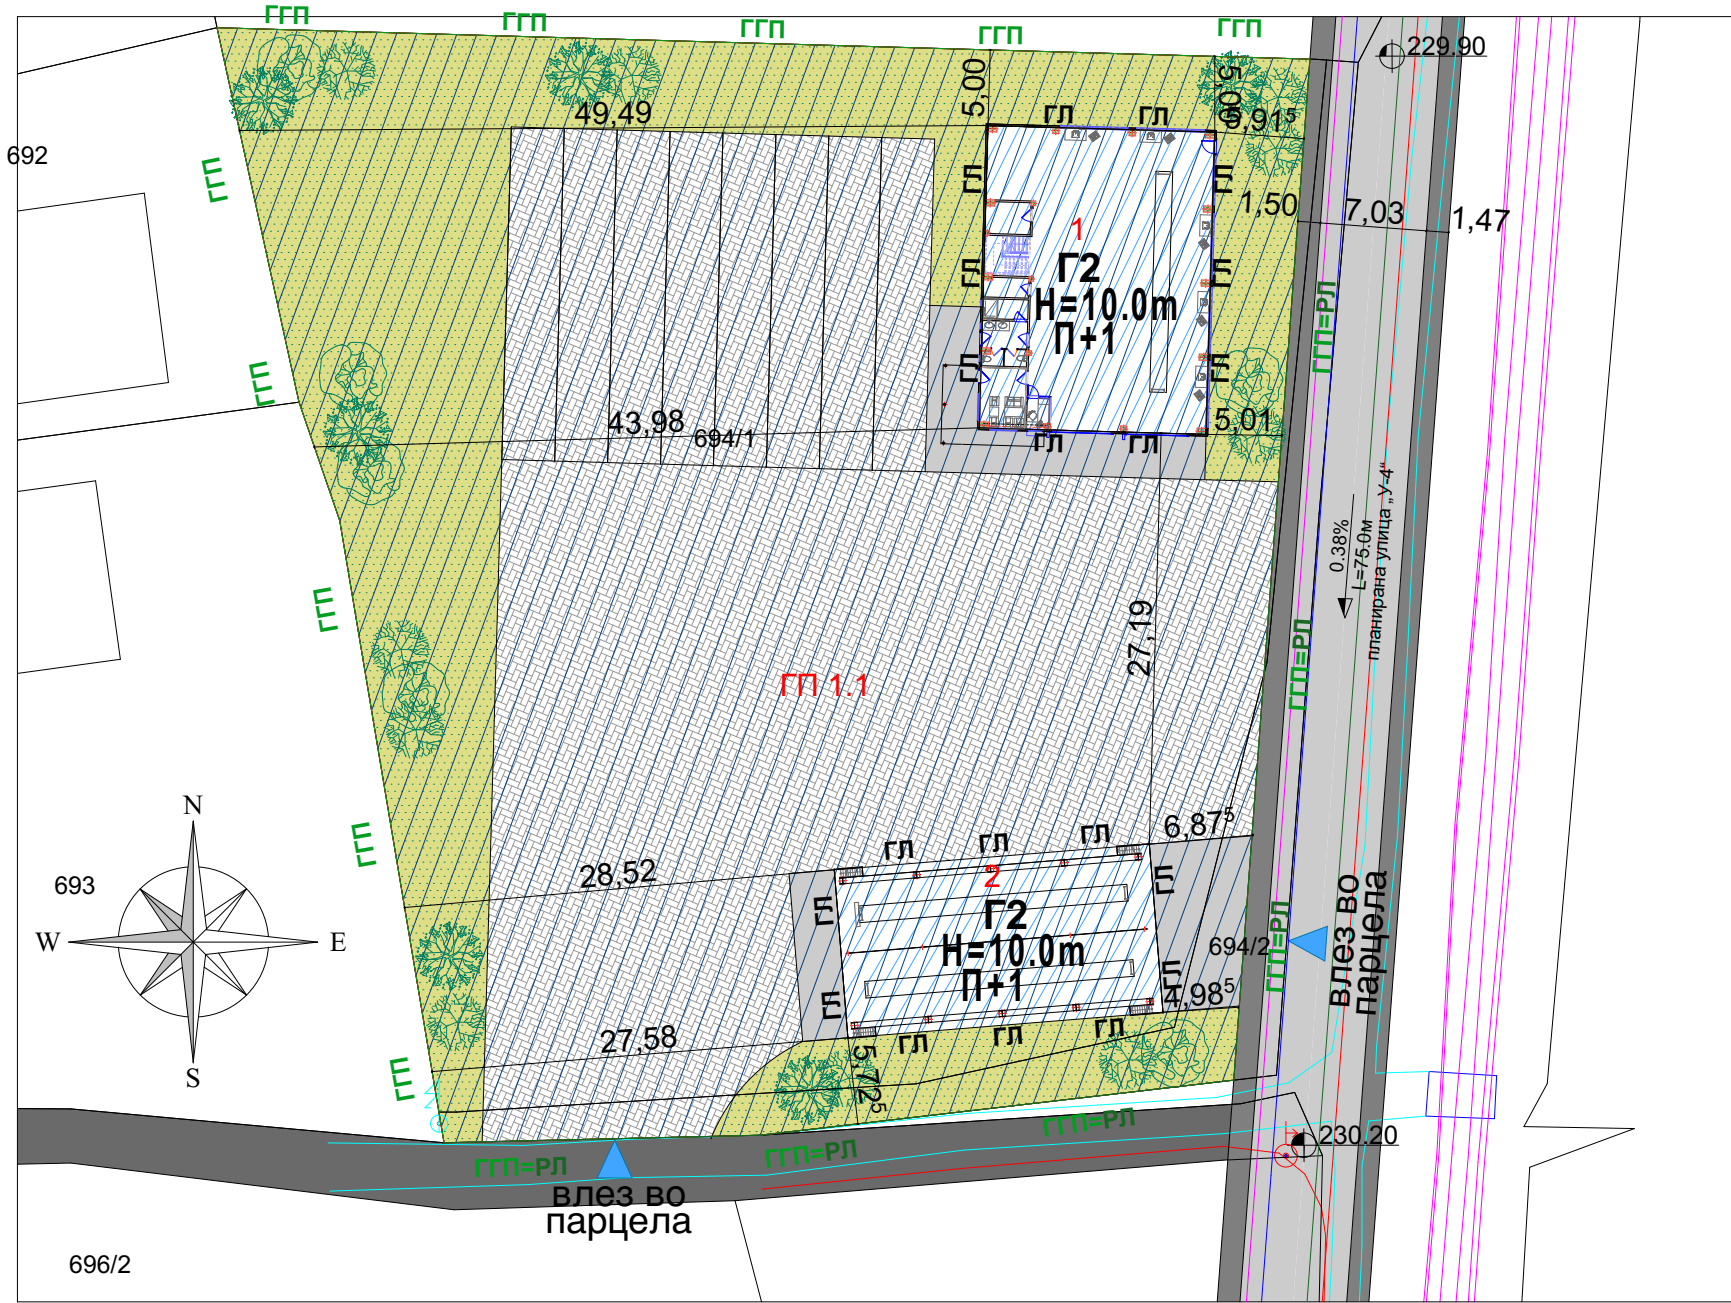 ГГП
ГГП
ГГП
ГГП
ГГП
229.90
5,00
5,00
49,49
ГЛ
ГЛ
5,91⁵
692
ГГП
ГЛ
ГЛ
1,50
7,03
1,47
1
Г2
H=10.0m
П+1
ГЛ
ГЛ
ГГП=РЛ
ГГП
ГЛ
ГЛ
43,98
694/1
5,01
ГЛ
ГЛ
0.38%
L=75.0м
планирана улица „У-4“
ГГП
27,19
ГГП=РЛ
ГП 1.1
N
W
E
S
ГГП
6,87⁵
ГЛ
ГЛ
ГЛ
28,52
2
Г2
H=10.0m
П+1
ГЛ
ГЛ
693
694/2
ГГП=РЛ
влез во
парцела
ГЛ
ГЛ
4,98⁵
27,58
ГЛ
ГЛ
ГЛ
5,72⁵
ГГП
ГГП=РЛ
ГГП=РЛ
ГГП=РЛ
230.20
влез во
парцела
696/2